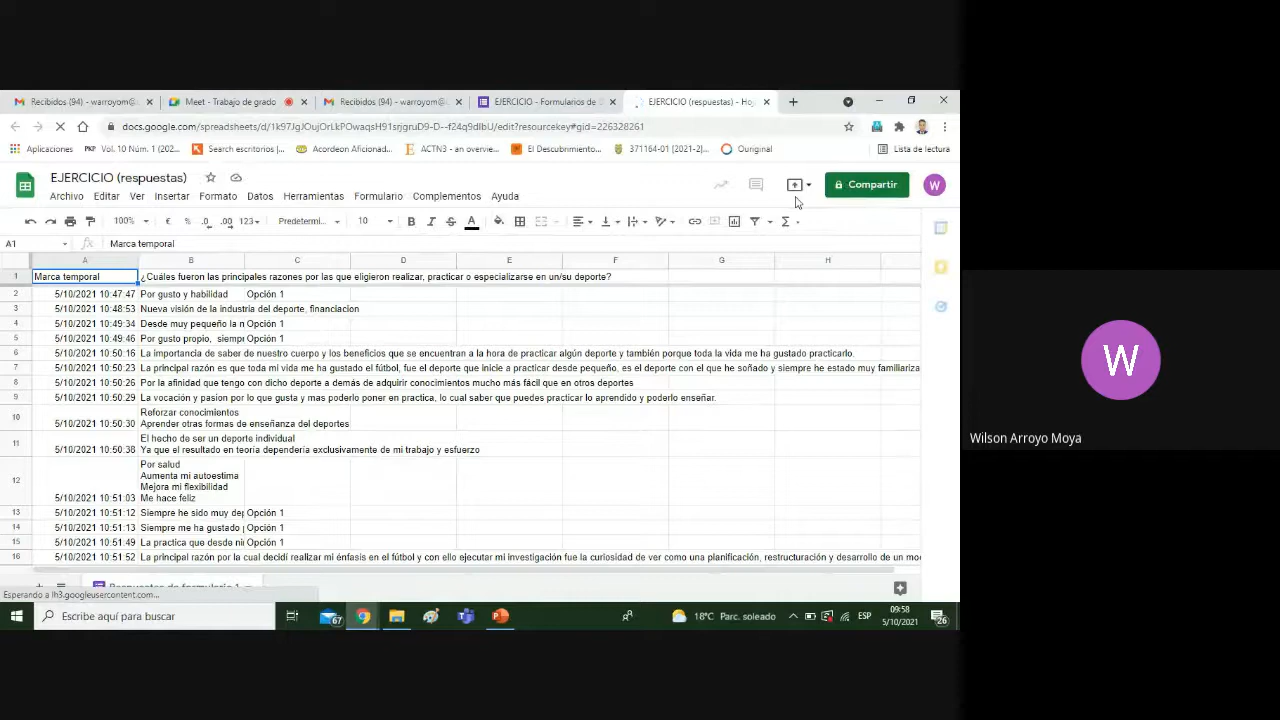 Recibidos (94) - warroyom@
Meet - Trabajo de grado
Recibidos (94) - warroyom@
EJERCICIO - Formularios de
EJERCICIO (respuestas) - Ho
Aplicaciones
Vol. 10 Núm. 1 (202...
Search escritorios |...
Acordeon Aficionad...
ACTN3 - an overvie...
El Descubrimiento...
371164-01 [2021-2]...
Ouriginal
Lista de lectura
EJERCICIO (respuestas)
Archivo Editar Ver Insertar Formato Datos Herramientas Formulario Complementos Ayuda
Compartir
W
100% € % .0 .00 123 Predetermi... 10 B I S A
A1 fx Marca temporal
A B C D E F G H
1 Marca temporal ¿Cuáles fueron las principales razones por las que eligieron realizar, practicar o especializarse en un/su deporte?
2 5/10/2021 10:47:47 Por gusto y habilidad Opción 1
3 5/10/2021 10:48:53 Nueva visión de la industria del deporte, financiacion
4 5/10/2021 10:49:34 Desde muy pequeño la n Opción 1
5 5/10/2021 10:49:46 Por gusto propio, siemp Opción 1
6 5/10/2021 10:50:16 La importancia de saber de nuestro cuerpo y los beneficios que se encuentran a la hora de practicar algún deporte y también porque toda la vida me ha gustado practicarlo.
7 5/10/2021 10:50:23 La principal razón es que toda mi vida me ha gustado el fútbol, fue el deporte que inicie a practicar desde pequeño, es el deporte con el que he soñado y siempre he estado muy familiariza
8 5/10/2021 10:50:26 Por la afinidad que tengo con dicho deporte a demás de adquirir conocimientos mucho más fácil que en otros deportes
9 5/10/2021 10:50:29 La vocación y pasion por lo que gusta y mas poderlo poner en practica, lo cual saber que puedes practicar lo aprendido y poderlo enseñar.
Reforzar conocimientos
10 5/10/2021 10:50:30 Aprender otras formas de enseñanza del deportes
El hecho de ser un deporte individual
11 5/10/2021 10:50:38 Ya que el resultado en teoría dependería exclusivamente de mi trabajo y esfuerzo
Por salud
Aumenta mi autoestima
12 Mejora mi flexibilidad
5/10/2021 10:51:03 Me hace feliz
13 5/10/2021 10:51:12 Siempre he sido muy dep Opción 1
14 5/10/2021 10:51:13 Siempre me ha gustado Opción 1
15 5/10/2021 10:51:49 La practica que desde ni Opción 1
16 5/10/2021 10:51:52 La principal razón por la cual decidí realizar mi énfasis en el fútbol y con ello ejecutar mi investigación fue la curiosidad de ver como una planificación, restructuración y desarrollo de un mo
Respuestas de formulario 1
Esperando a lh3.googleusercontent.com...
Escribe aquí para buscar
67
18°C Parc. soleado
ESP
09:58
5/10/2021
26
W
Wilson Arroyo Moya